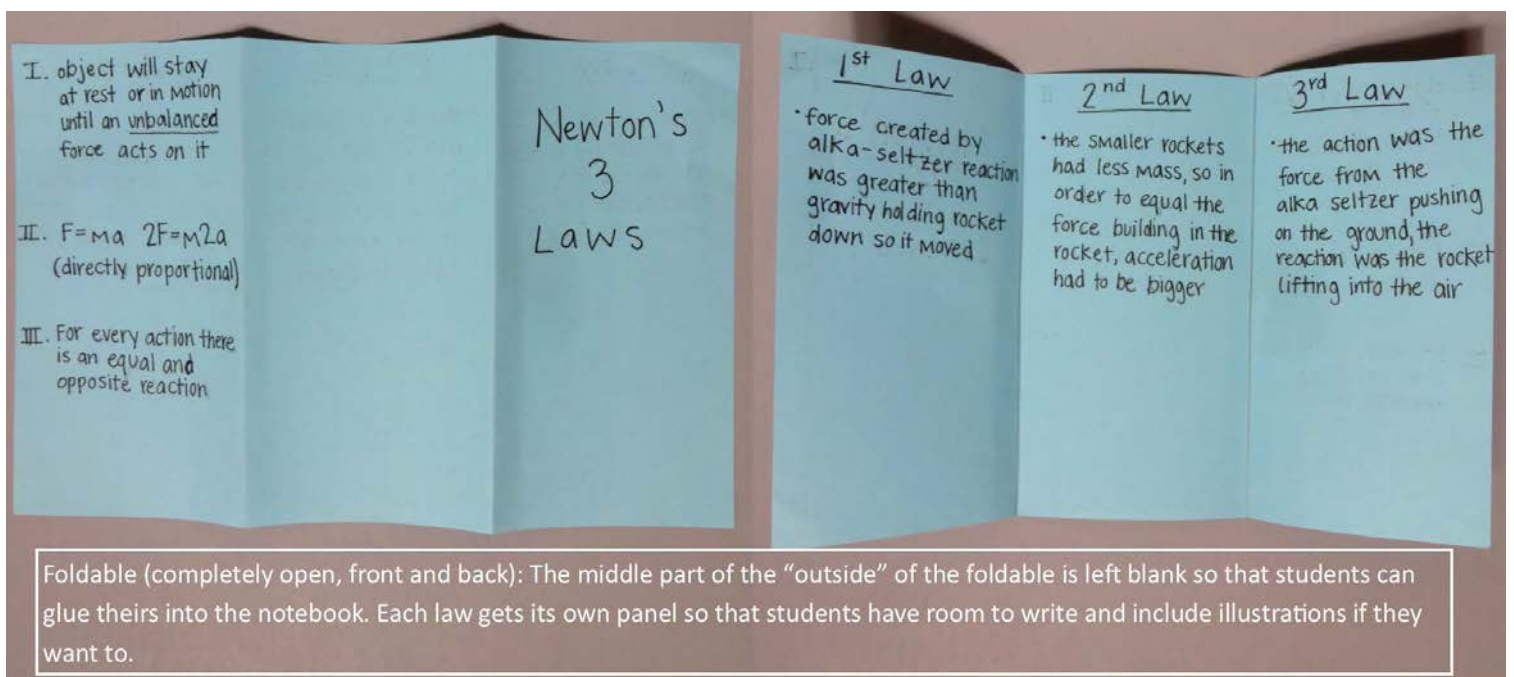 I. object will stay
at rest or in motion
until an unbalanced
force acts on it
II. F=ma 2F=m2a
(directly proportional)
III. For every action there
is an equal and
opposite reaction
Newton's
3
Laws
I.
1st Law
• force created by
alka-seltzer reaction
was greater than
gravity holding rocket
down so it moved
II
2nd Law
• the smaller rockets
had less mass, so in
order to equal the
force building in the
rocket, acceleration
had to be bigger
3rd Law
• the action was the
force from the
alka seltzer pushing
on the ground, the
reaction was the rocket
lifting into the air
Foldable (completely open, front and back): The middle part of the “outside” of the foldable is left blank so that students can
glue theirs into the notebook. Each law gets its own panel so that students have room to write and include illustrations if they
want to.